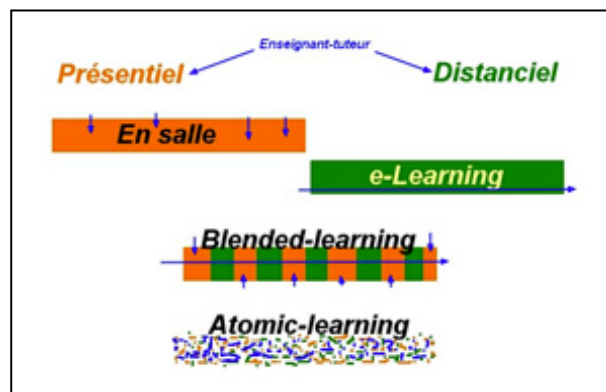 Enseignant-tuteur
Présentiel
Distanciel
En salle
e-Learning
Blended-learning
Atomic-learning